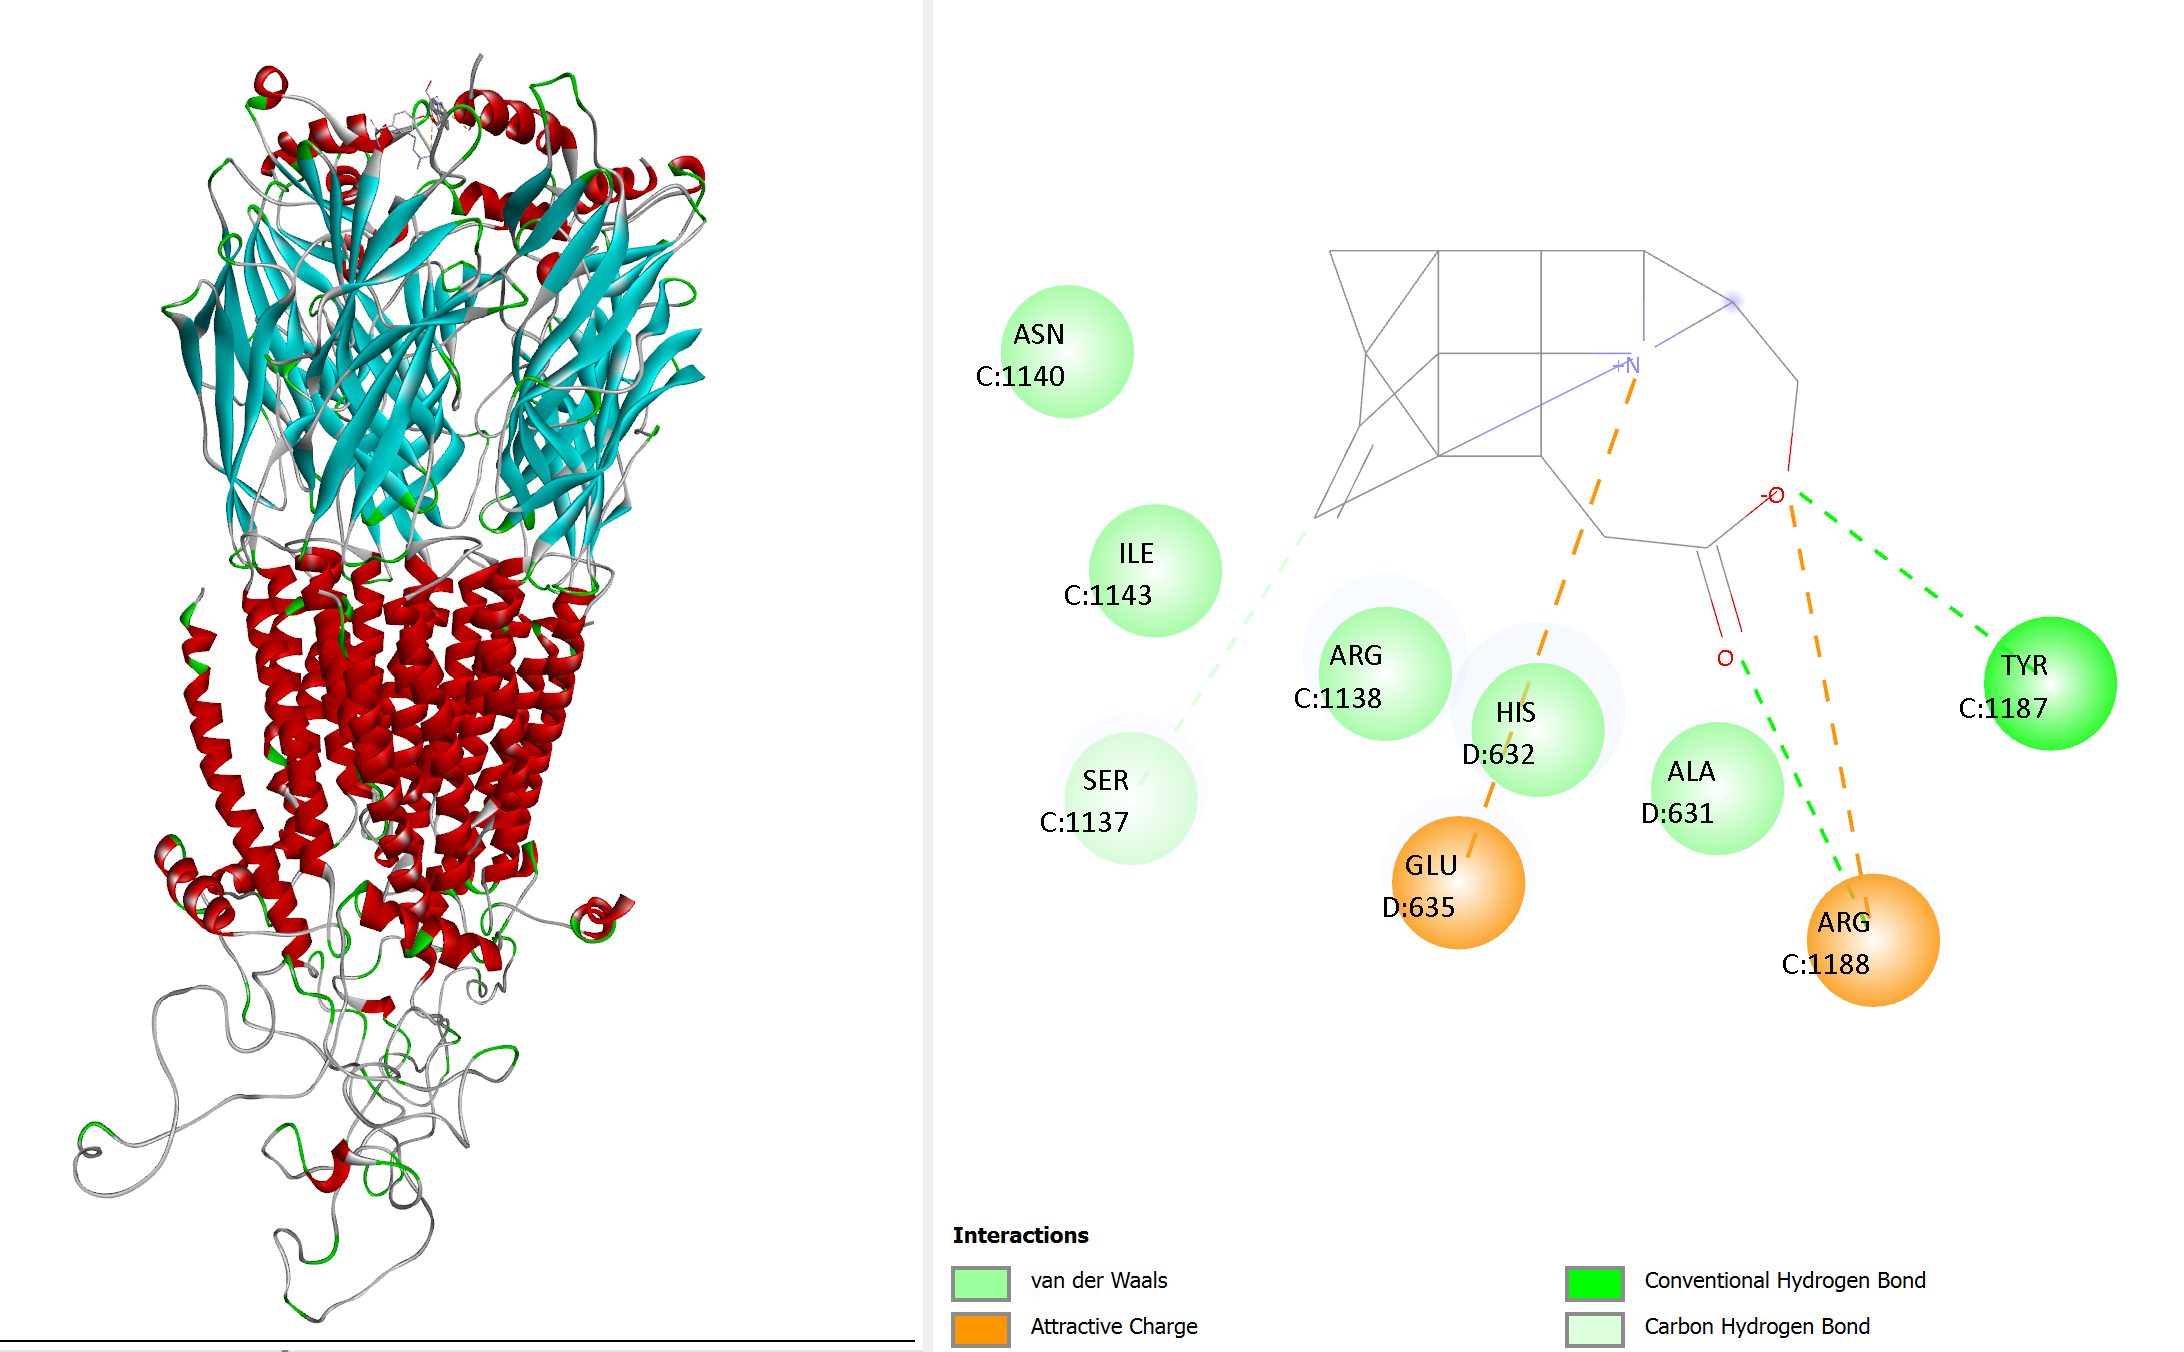 ASN
C:1140
+N
-O
ILE
C:1143
ARG
C:1138
O
TYR
C:1187
HIS
D:632
SER
C:1137
ALA
D:631
GLU
D:635
ARG
C:1188
Interactions
van der Waals
Attractive Charge
Conventional Hydrogen Bond
Carbon Hydrogen Bond